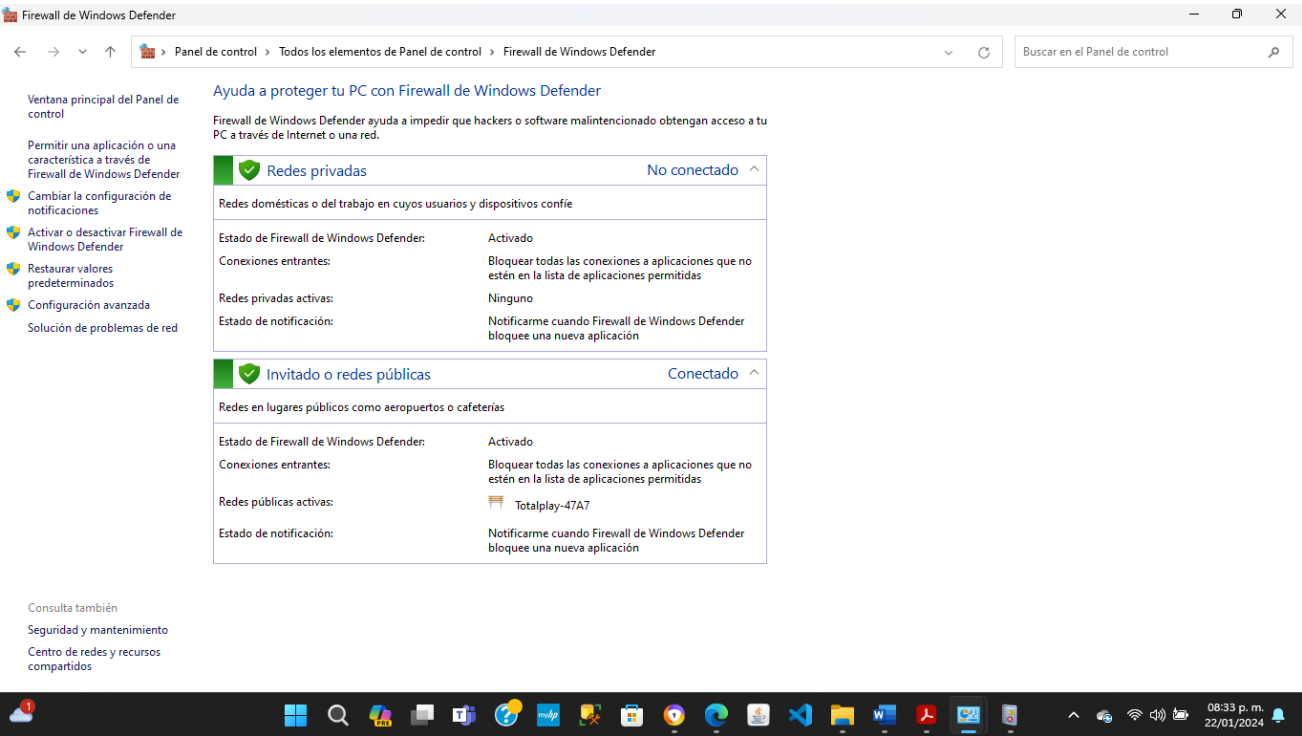 Firewall de Windows Defender
Panel de control > Todos los elementos de Panel de control > Firewall de Windows Defender
Buscar en el Panel de control
Ventana principal del Panel de
control
Permitir una aplicación o una
característica a través de
Firewall de Windows Defender
Cambiar la configuración de
notificaciones
Activar o desactivar Firewall de
Windows Defender
Restaurar valores
predeterminados
Configuración avanzada
Solución de problemas de red
Ayuda a proteger tu PC con Firewall de Windows Defender
Firewall de Windows Defender ayuda a impedir que hackers o software malintencionado obtengan acceso a tu
PC a través de Internet o una red.
Redes privadas No conectado
Redes domésticas o del trabajo en cuyos usuarios y dispositivos confíe
Estado de Firewall de Windows Defender: Activado
Conexiones entrantes: Bloquear todas las conexiones a aplicaciones que no
estén en la lista de aplicaciones permitidas
Redes privadas activas: Ninguno
Estado de notificación: Notificarme cuando Firewall de Windows Defender
bloquee una nueva aplicación
Invitado o redes públicas Conectado
Redes en lugares públicos como aeropuertos o cafeterías
Estado de Firewall de Windows Defender: Activado
Conexiones entrantes: Bloquear todas las conexiones a aplicaciones que no
estén en la lista de aplicaciones permitidas
Redes públicas activas: Totalplay-47A7
Estado de notificación: Notificarme cuando Firewall de Windows Defender
bloquee una nueva aplicación
Consulta también
Seguridad y mantenimiento
Centro de redes y recursos
compartidos
1
PRE
myhp
08:33 p. m.
22/01/2024